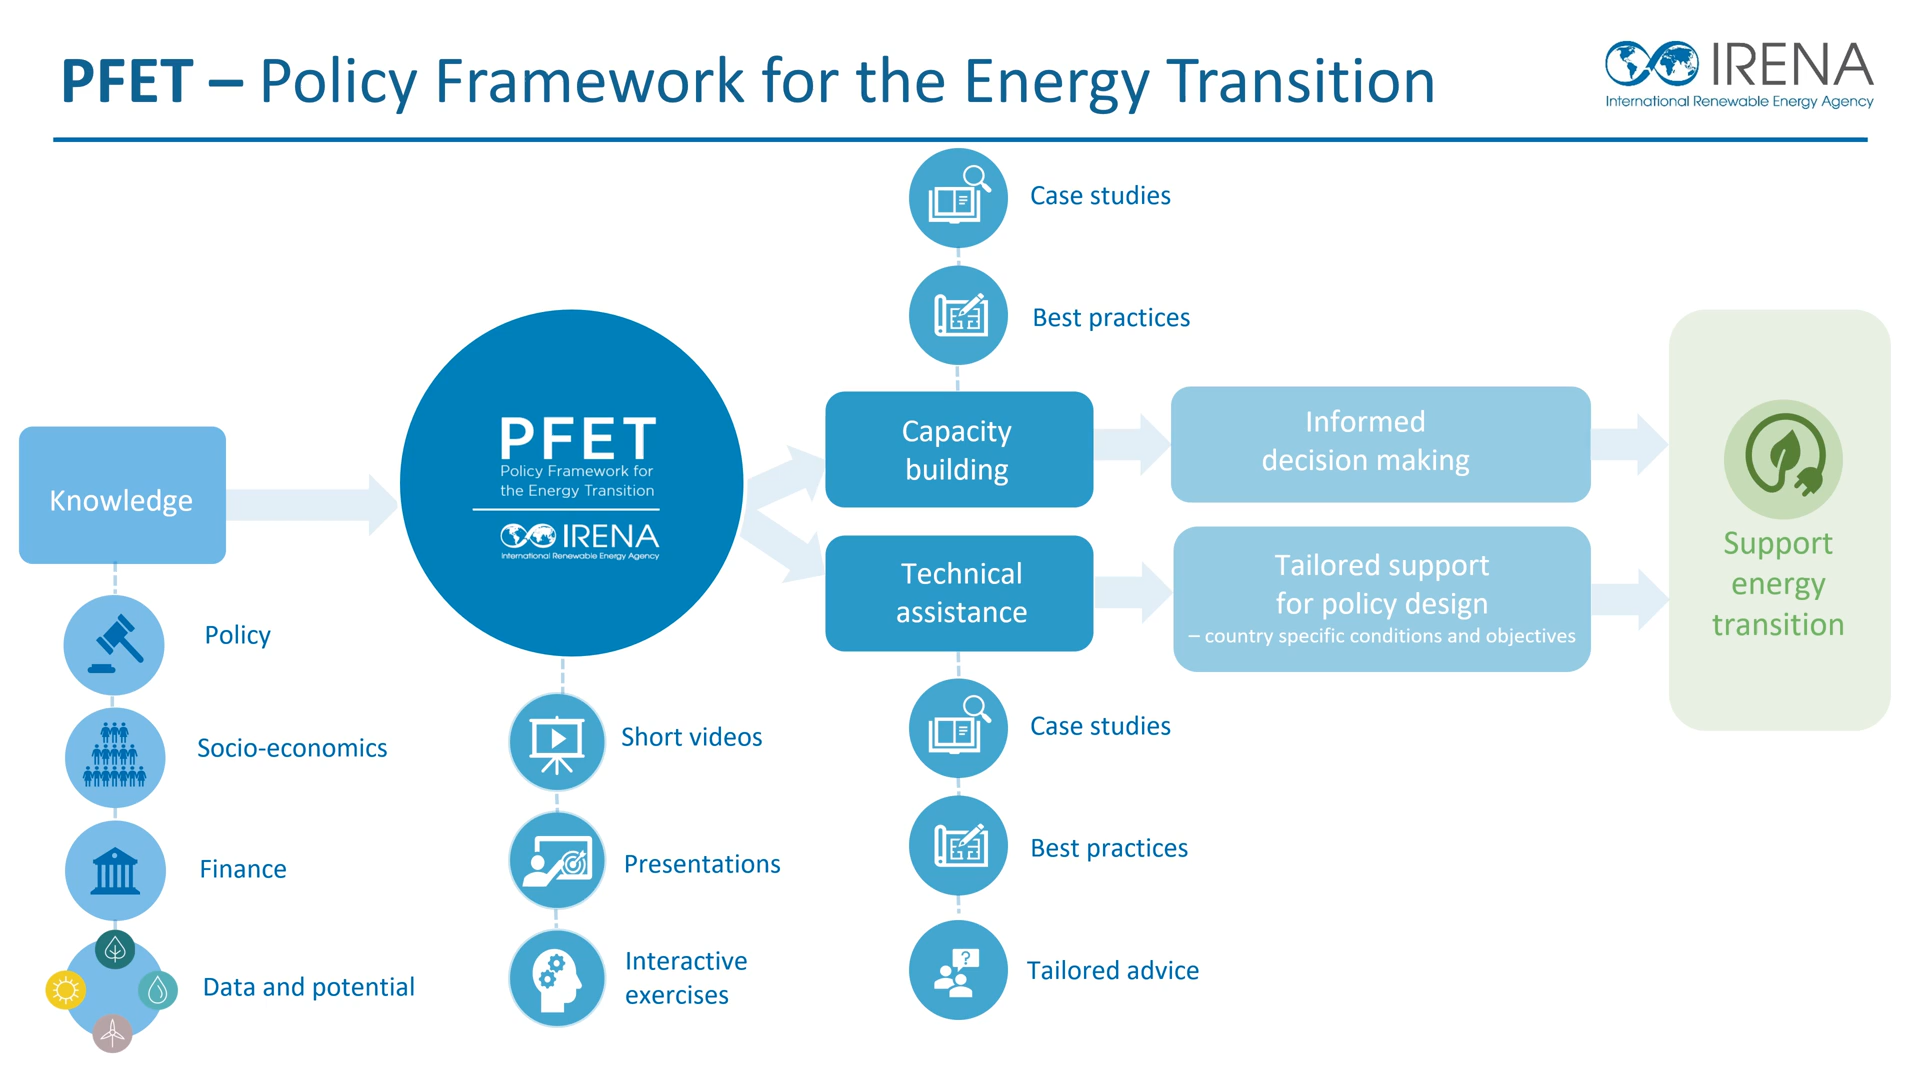 PFET – Policy Framework for the Energy Transition
IRENA
International Renewable Energy Agency
Case studies
Best practices
Knowledge
Policy
Socio-economics
Finance
Data and potential
PFET
Policy Framework for
the Energy Transition
IRENA
International Renewable Energy Agency
Short videos
Presentations
Interactive
exercises
Capacity
building
Technical
assistance
Case studies
Best practices
?
Tailored advice
Informed
decision making
Tailored support
for policy design
– country specific conditions and objectives
Support
energy
transition